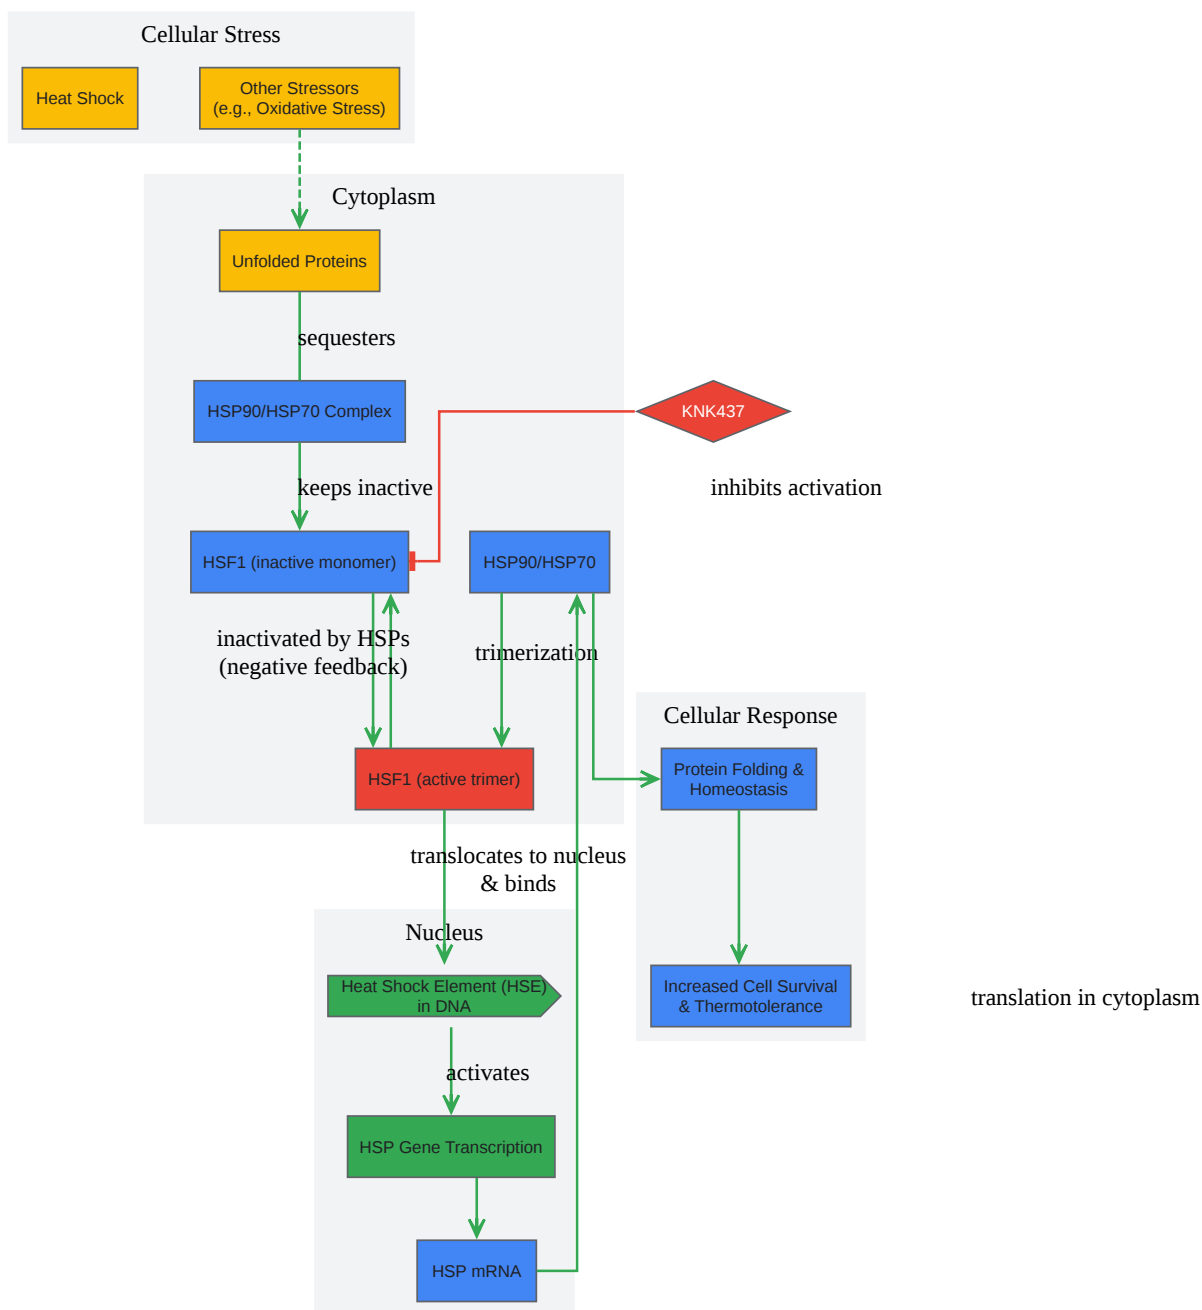 Cellular Stress
Heat Shock
Other Stressors
(e.g., Oxidative Stress)
Cytoplasm
Unfolded Proteins
sequesters
HSP90/HSP70 Complex
KNK437
keeps inactive
inhibits activation
HSF1 (inactive monomer)
HSP90/HSP70
inactivated by HSPs
(negative feedback)
trimerization
Cellular Response
HSF1 (active trimer)
Protein Folding &
Homeostasis
translocates to nucleus
& binds
Nucleus
Heat Shock Element (HSE)
in DNA
Increased Cell Survival
& Thermotolerance
translation in cytoplasm
activates
HSP Gene Transcription
HSP mRNA